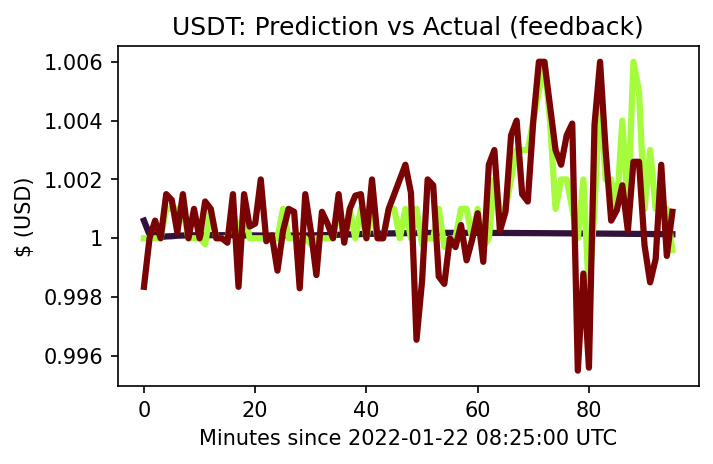 USDT: Prediction vs Actual (feedback)
1.006
1.004
1.002
1
0.998
0.996
$ (USD)
0 20 40 60 80
Minutes since 2022-01-22 08:25:00 UTC